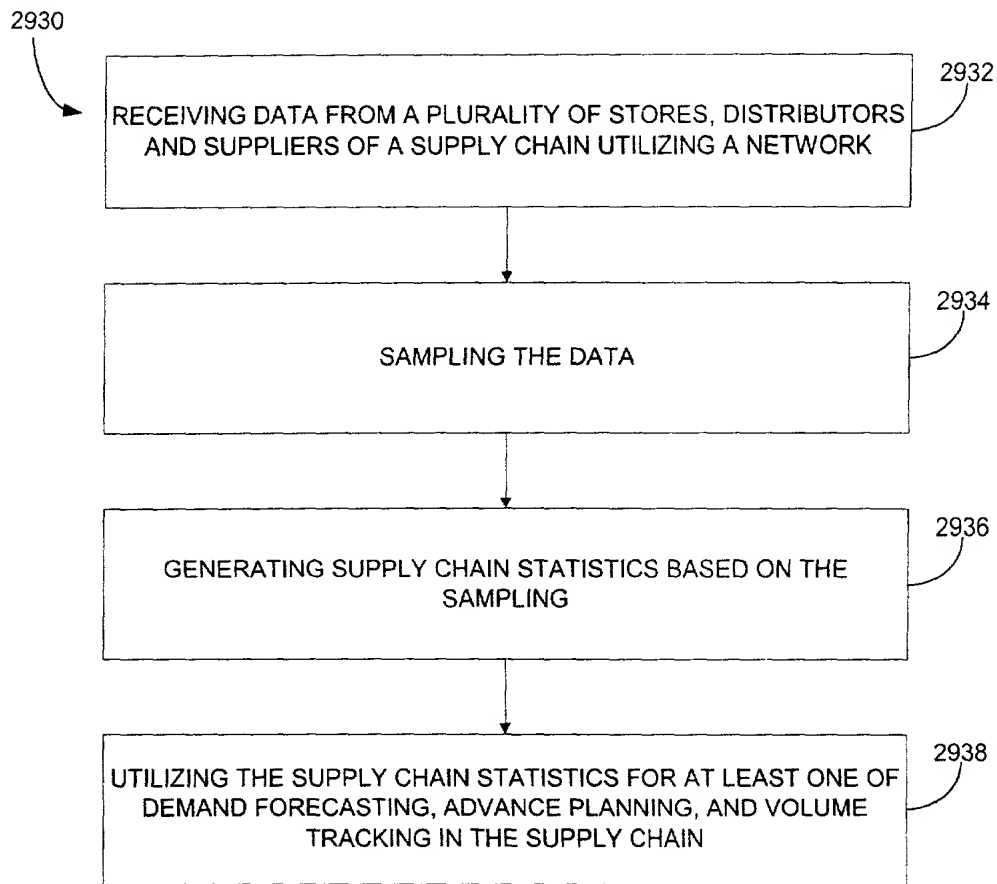 2930
2932
RECEIVING DATA FROM A PLURALITY OF STORES, DISTRIBUTORS
AND SUPPLIERS OF A SUPPLY CHAIN UTILIZING A NETWORK
2934
SAMPLING THE DATA
2936
GENERATING SUPPLY CHAIN STATISTICS BASED ON THE
SAMPLING
2938
UTILIZING THE SUPPLY CHAIN STATISTICS FOR AT LEAST ONE OF
DEMAND FORECASTING, ADVANCE PLANNING, AND VOLUME
TRACKING IN THE SUPPLY CHAIN